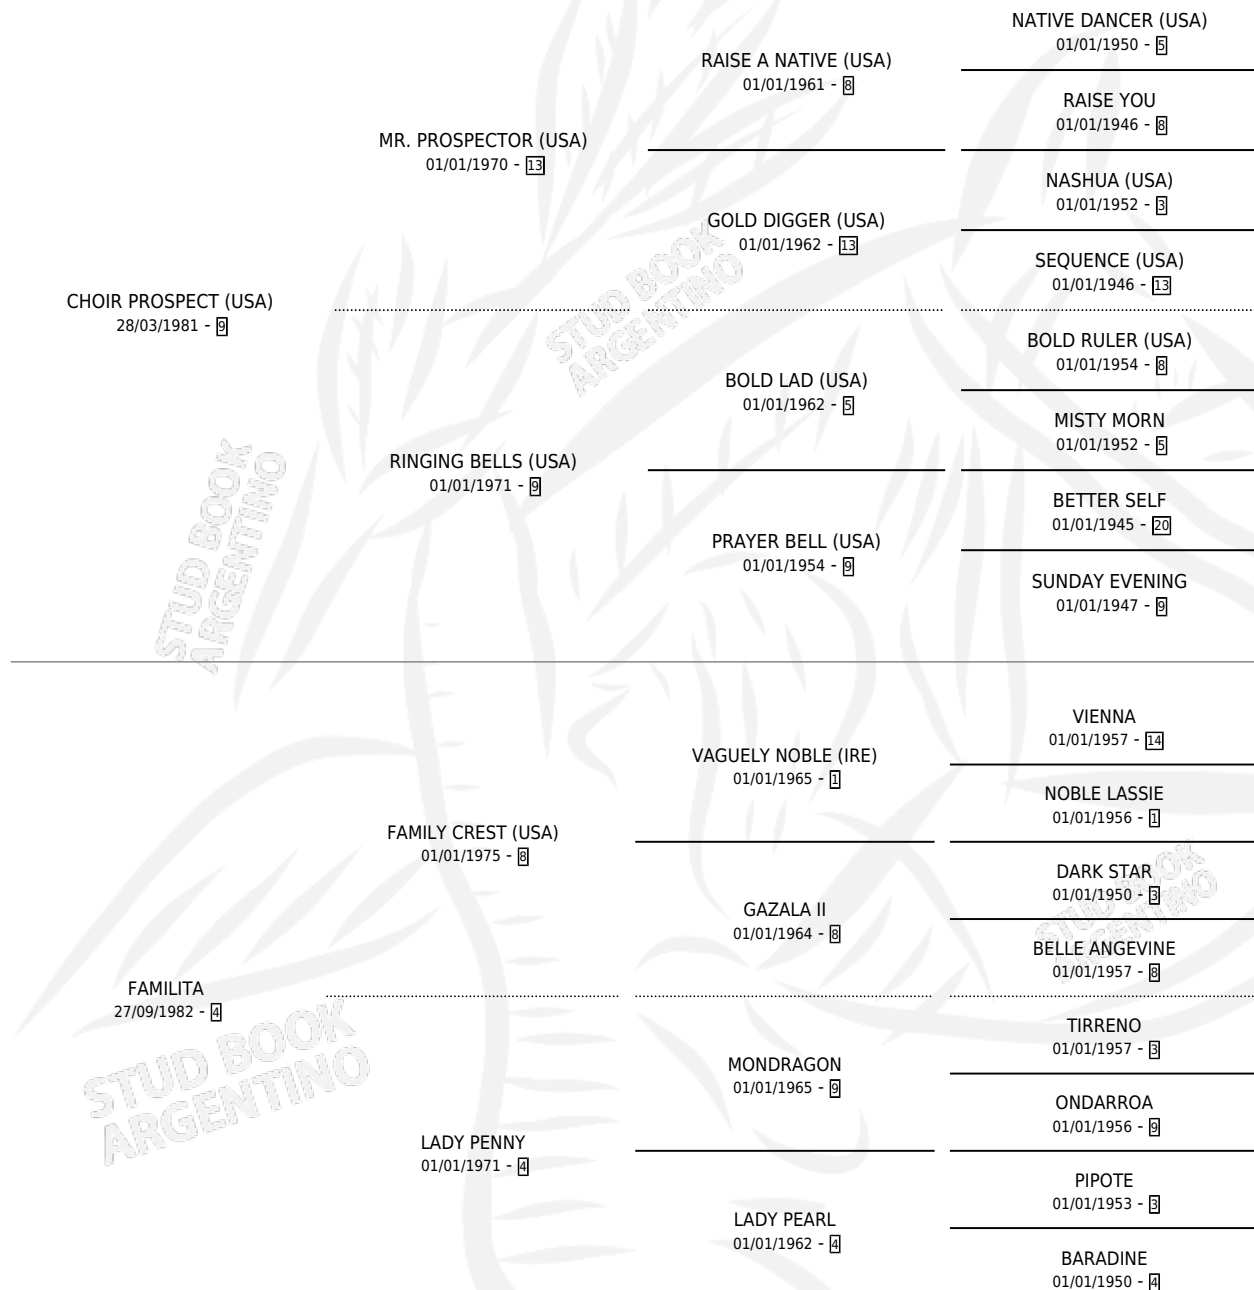 NATIVE DANCER (USA)
01/01/1950 - 5
RAISE A NATIVE (USA)
01/01/1961 - 8
RAISE YOU
01/01/1946 - 8
MR. PROSPECTOR (USA)
01/01/1970 - 13
NASHUA (USA)
01/01/1952 - 3
GOLD DIGGER (USA)
01/01/1962 - 13
SEQUENCE (USA)
01/01/1946 - 13
CHOIR PROSPECT (USA)
28/03/1981 - 9
STUD BOOK
ARGENTINO
BOLD RULER (USA)
01/01/1954 - 8
BOLD LAD (USA)
01/01/1962 - 5
MISTY MORN
01/01/1952 - 5
RINGING BELLS (USA)
01/01/1971 - 9
BETTER SELF
01/01/1945 - 20
PRAYER BELL (USA)
01/01/1954 - 9
SUNDAY EVENING
01/01/1947 - 9
STUD BOOK
ARGENTINO
VIENNA
01/01/1957 - 14
VAGUELY NOBLE (IRE)
01/01/1965 - 1
NOBLE LASSIE
01/01/1956 - 1
FAMILY CREST (USA)
01/01/1975 - 8
DARK STAR
01/01/1950 - 3
GAZALA II
01/01/1964 - 8
STUD BOOK
ARGENTINO
BELLE ANGEVINE
01/01/1957 - 8
FAMILITA
27/09/1982 - 4
STUD BOOK
ARGENTINO
TIRRENO
01/01/1957 - 3
MONDRAGON
01/01/1965 - 9
ONDARROA
01/01/1956 - 9
LADY PENNY
01/01/1971 - 4
PIPOTE
01/01/1953 - 3
LADY PEARL
01/01/1962 - 4
BARADINE
01/01/1950 - 4